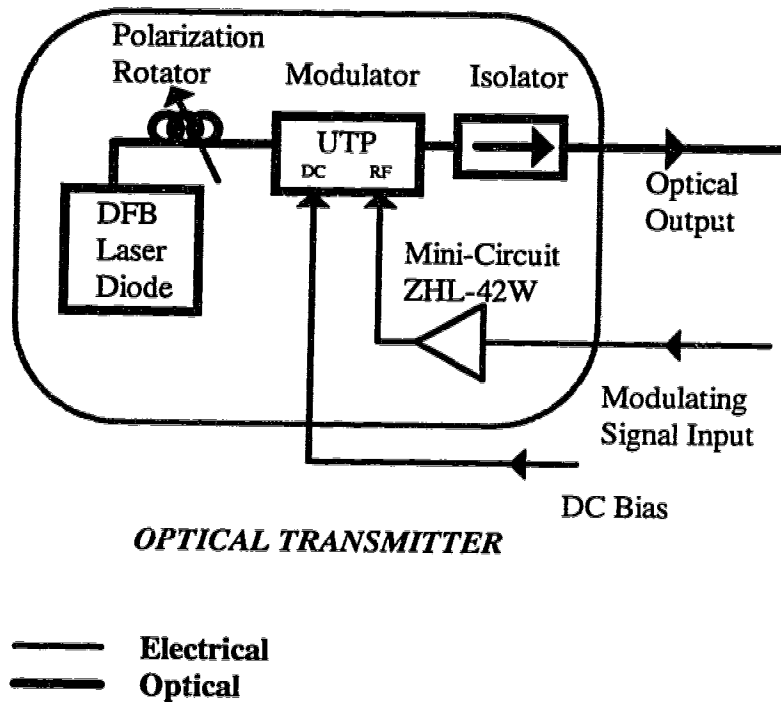 Polarization
Rotator
Modulator
Isolator
UTP
DC RF
DFB
Laser
Diode
Optical
Output
Mini-Circuit
ZHL-42W
Modulating
Signal Input
DC Bias
OPTICAL TRANSMITTER
Electrical
Optical